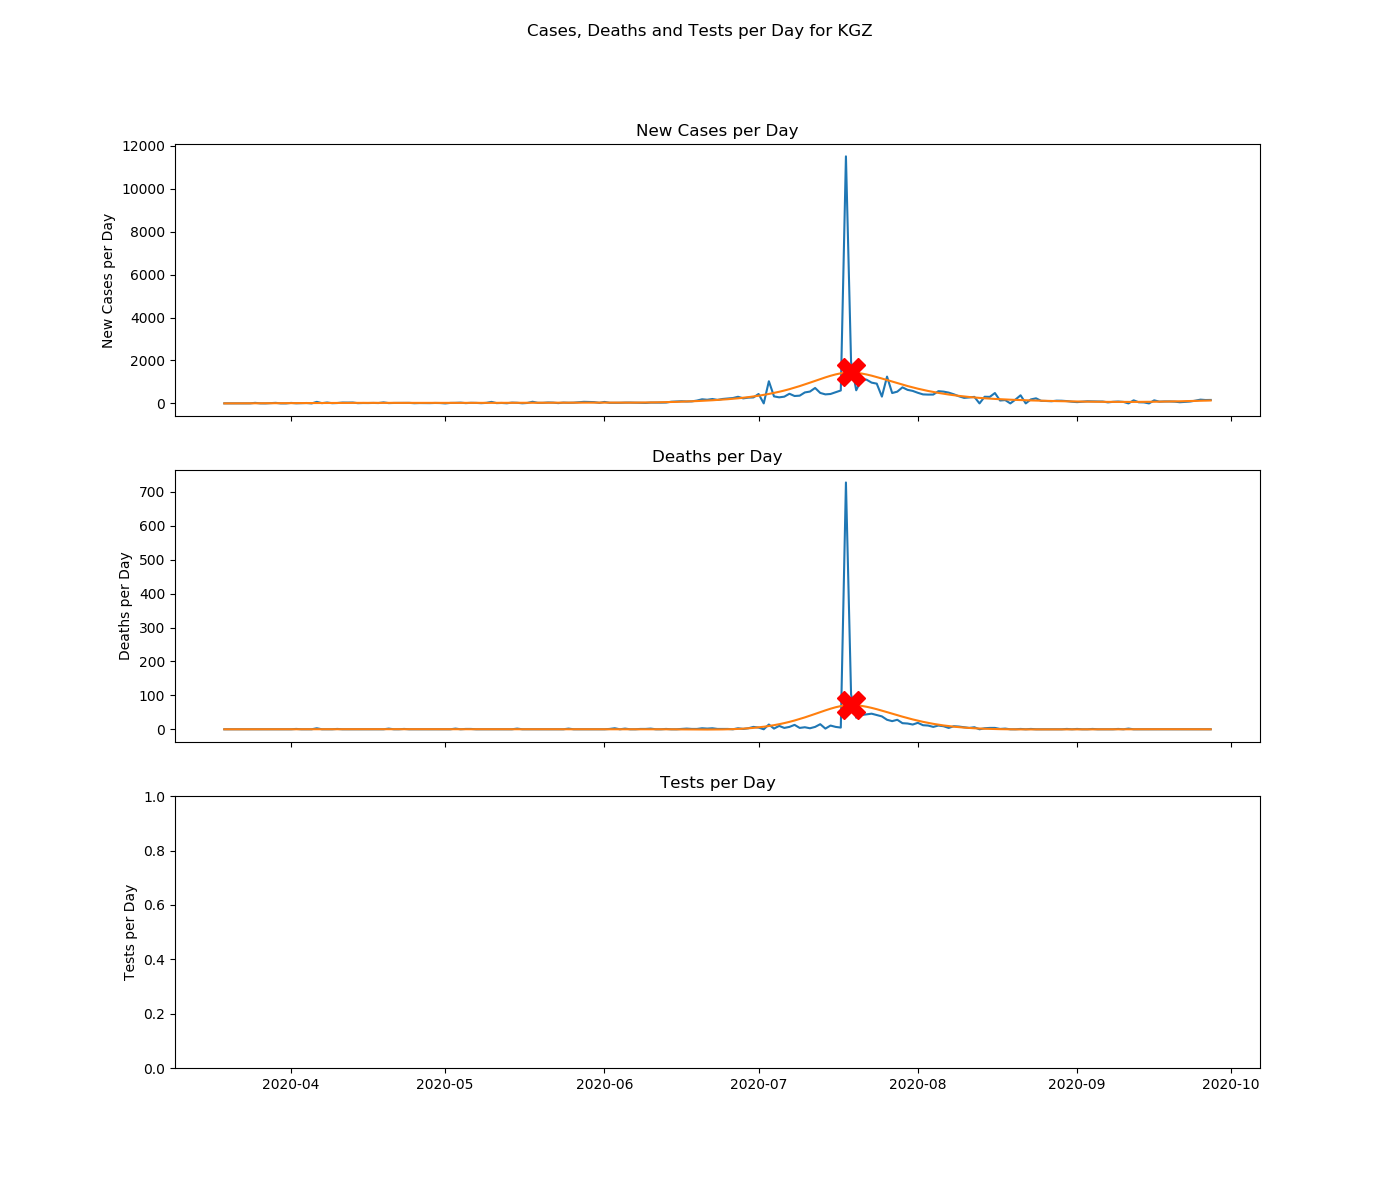 Cases, Deaths and Tests per Day for KGZ
New Cases per Day
12000
10000
8000
6000
4000
2000
0
New Cases per Day
Deaths per Day
700
600
500
400
300
200
100
0
Deaths per Day
Tests per Day
1.0
0.8
0.6
0.4
0.2
0.0
Tests per Day
2020-04 2020-05 2020-06 2020-07 2020-08 2020-09 2020-10